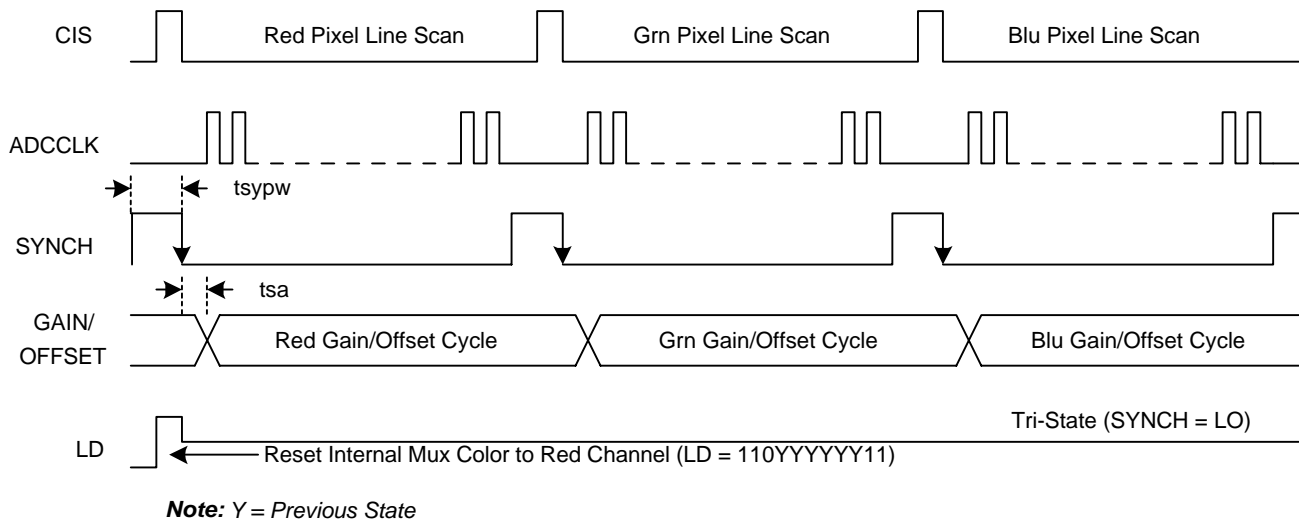 CIS
Red Pixel Line Scan
Grn Pixel Line Scan
Blu Pixel Line Scan
ADCCLK
tsypw
SYNCH
tsa
GAIN/
OFFSET
Red Gain/Offset Cycle
Grn Gain/Offset Cycle
Blu Gain/Offset Cycle
Tri-State (SYNCH = LO)
LD
Reset Internal Mux Color to Red Channel (LD = 110YYYYYY11)
Note: Y = Previous State